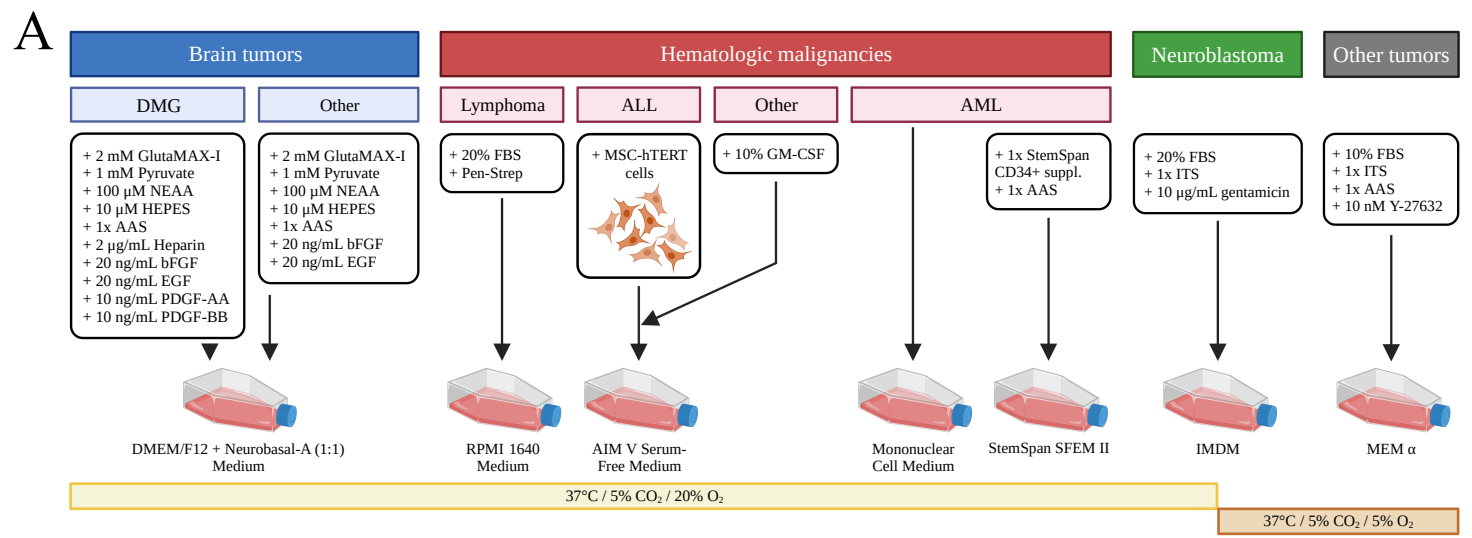 A
Brain tumors
Hematologic malignancies
Neuroblastoma
Other tumors
DMG
Other
Lymphoma
ALL
Other
AML
+ 2 mM GlutaMAX-I
+ 1 mM Pyruvate
+ 100 μM NEAA
+ 10 μM HEPES
+ 1x AAS
+ 2 μg/mL Heparin
+ 20 ng/mL bFGF
+ 20 ng/mL EGF
+ 10 ng/mL PDGF-AA
+ 10 ng/mL PDGF-BB
+ 2 mM GlutaMAX-I
+ 1 mM Pyruvate
+ 100 μM NEAA
+ 10 μM HEPES
+ 1x AAS
+ 20 ng/mL bFGF
+ 20 ng/mL EGF
+ 20% FBS
+ Pen-Strep
+ MSC-hTERT
cells
+ 10% GM-CSF
+ 1x StemSpan
CD34+ suppl.
+ 1x AAS
+ 20% FBS
+ 1x ITS
+ 10 μg/mL gentamicin
+ 10% FBS
+ 1x ITS
+ 1x AAS
+ 10 nM Y-27632
DMEM/F12 + Neurobasal-A (1:1)
Medium
RPMI 1640
Medium
AIM V Serum-
Free Medium
Mononuclear
Cell Medium
StemSpan SFEM II
IMDM
MEM α
37°C / 5% CO₂ / 20% O₂
37°C / 5% CO₂ / 5% O₂